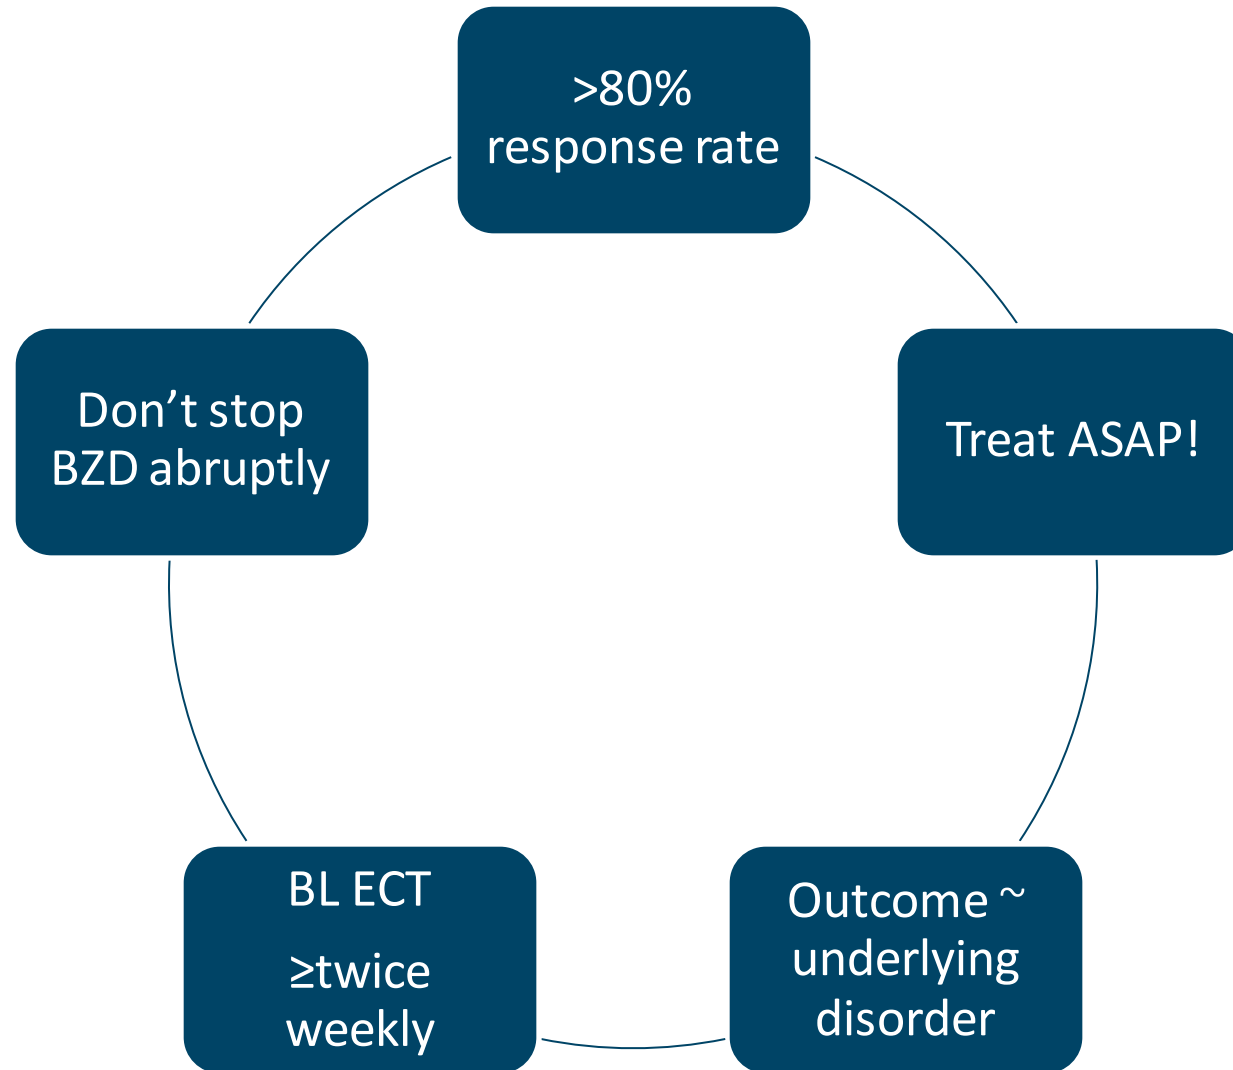 >80%
response rate
Treat ASAP!
Outcome ~
underlying
disorder
BL ECT
≥twice
weekly
Don’t stop
BZD abruptly